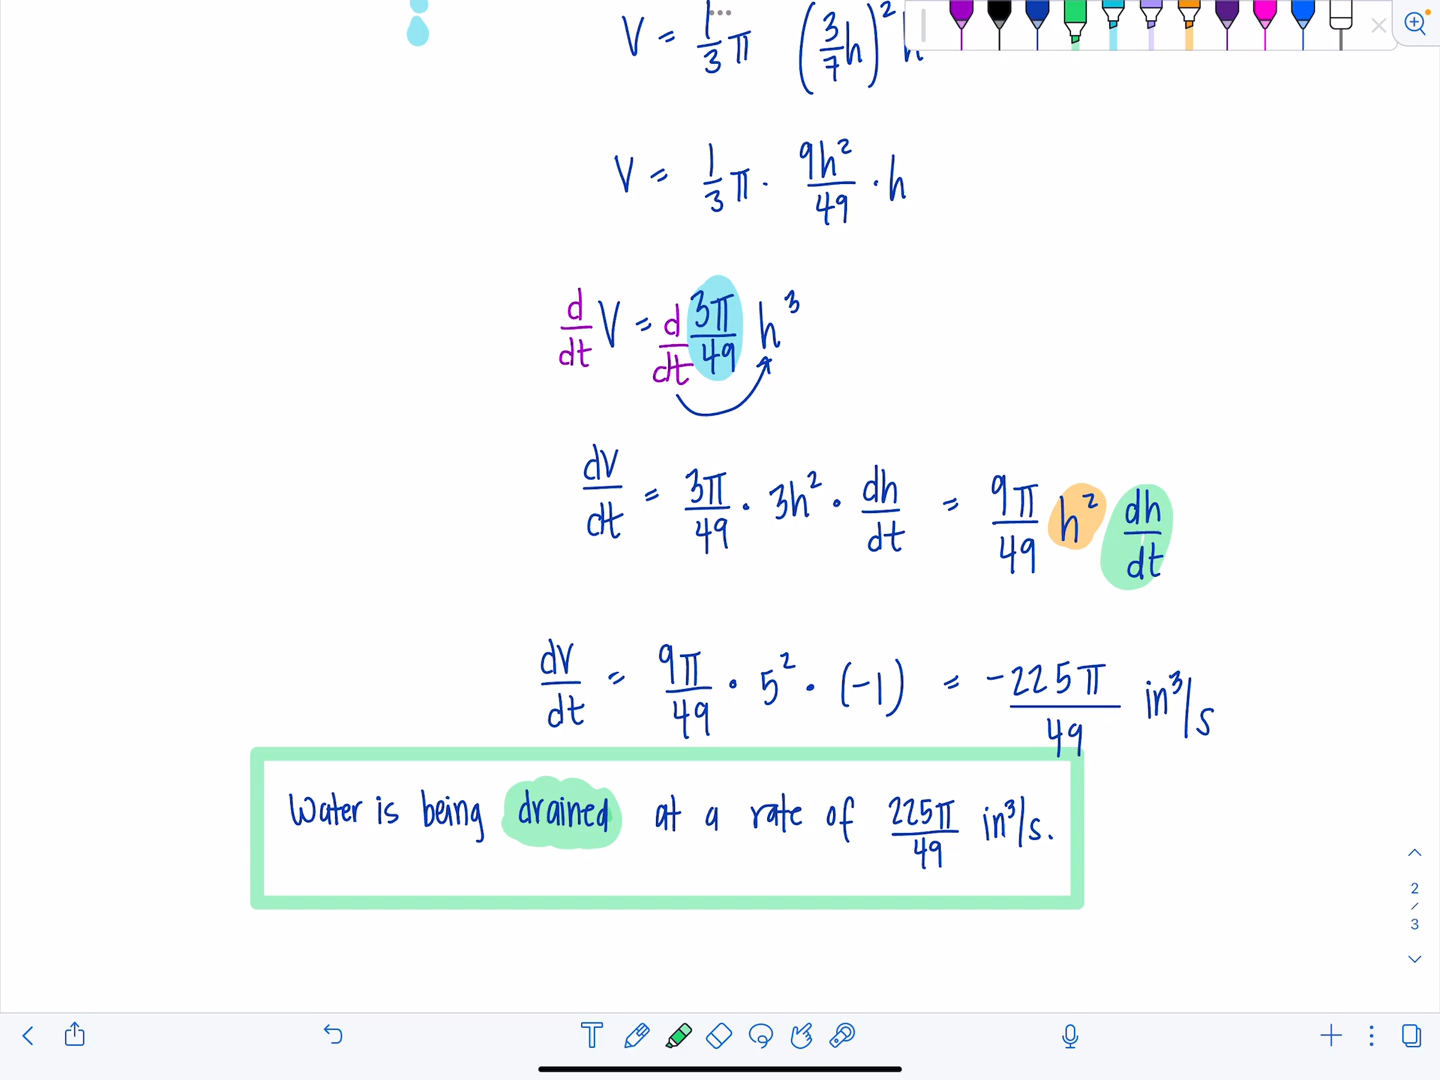 V = 1/3 π (3/7 h)² h
V = 1/3 π · 9h²/49 · h
d/dt V = d/dt 3π/49 h³
dV/dt = 3π/49 · 3h² · dh/dt = 9π/49 h² dh/dt
dV/dt = 9π/49 · 5² · (-1) = -225π/49 in³/s
Water is being drained at a rate of 225π/49 in³/s.
2
/
3
T